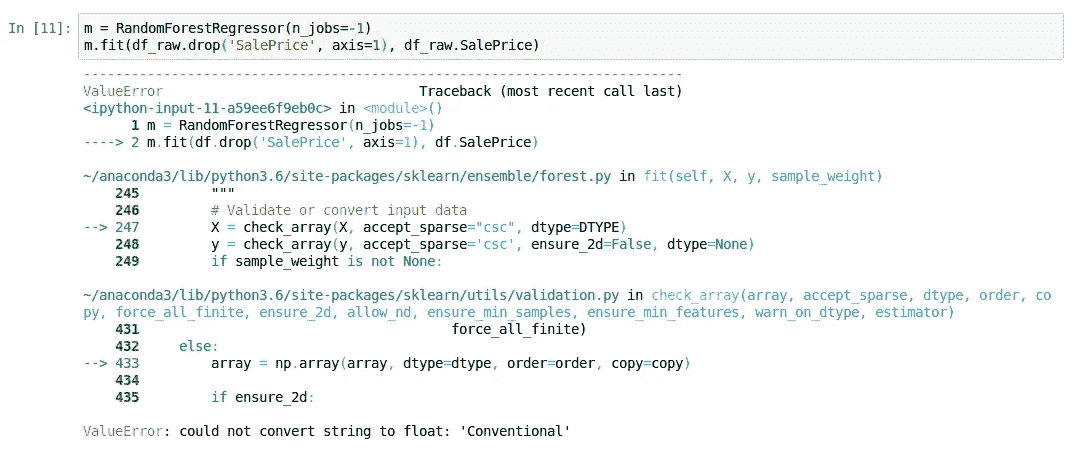 In [11]: m = RandomForestRegressor(n_jobs=-1)
m.fit(df_raw.drop('SalePrice', axis=1), df_raw.SalePrice)
---------------------------------------------------------------------------
ValueError                                Traceback (most recent call last)
<ipython-input-11-a59ee6f9eb0c> in <module>()
      1 m = RandomForestRegressor(n_jobs=-1)
----> 2 m.fit(df.drop('SalePrice', axis=1), df.SalePrice)
~/anaconda3/lib/python3.6/site-packages/sklearn/ensemble/forest.py in fit(self, X, y, sample_weight)
    245         """
    246         # Validate or convert input data
--> 247         X = check_array(X, accept_sparse="csc", dtype=DTYPE)
    248         y = check_array(y, accept_sparse='csc', ensure_2d=False, dtype=None)
    249         if sample_weight is not None:
~/anaconda3/lib/python3.6/site-packages/sklearn/utils/validation.py in check_array(array, accept_sparse, dtype, order, co
py, force_all_finite, ensure_2d, allow_nd, ensure_min_samples, ensure_min_features, warn_on_dtype, estimator)
    431                                       force_all_finite)
    432     else:
--> 433         array = np.array(array, dtype=dtype, order=order, copy=copy)
    434
    435         if ensure_2d:
ValueError: could not convert string to float: 'Conventional'